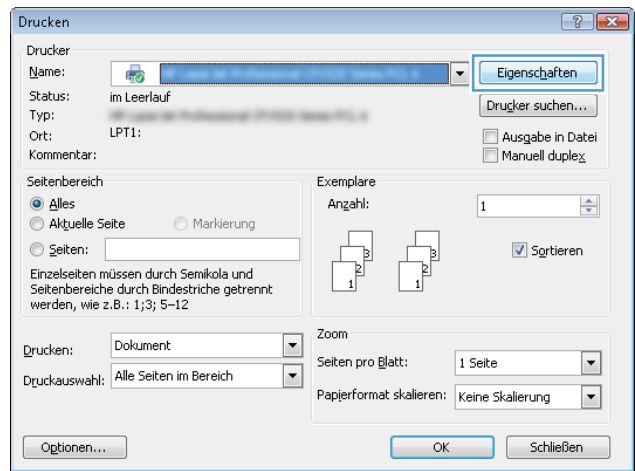 Drucken
Drucker
Name:
Eigenschaften
Status: im Leerlauf
Drucker suchen...
Typ:
Ort: LPT1:
Ausgabe in Datei
Kommentar:
Manuell duplex
Seitenbereich
Alles
Aktuelle Seite Markierung
Seiten:
Einzelseiten müssen durch Semikola und
Seitenbereiche durch Bindestriche getrennt
werden, wie z.B.: 1;3; 5–12
Exemplare
Anzahl: 1
3 3
2 2
1 1
Sortieren
Drucken: Dokument
Druckauswahl: Alle Seiten im Bereich
Zoom
Seiten pro Blatt: 1 Seite
Papierformat skalieren: Keine Skalierung
Optionen...
OK
Schließen